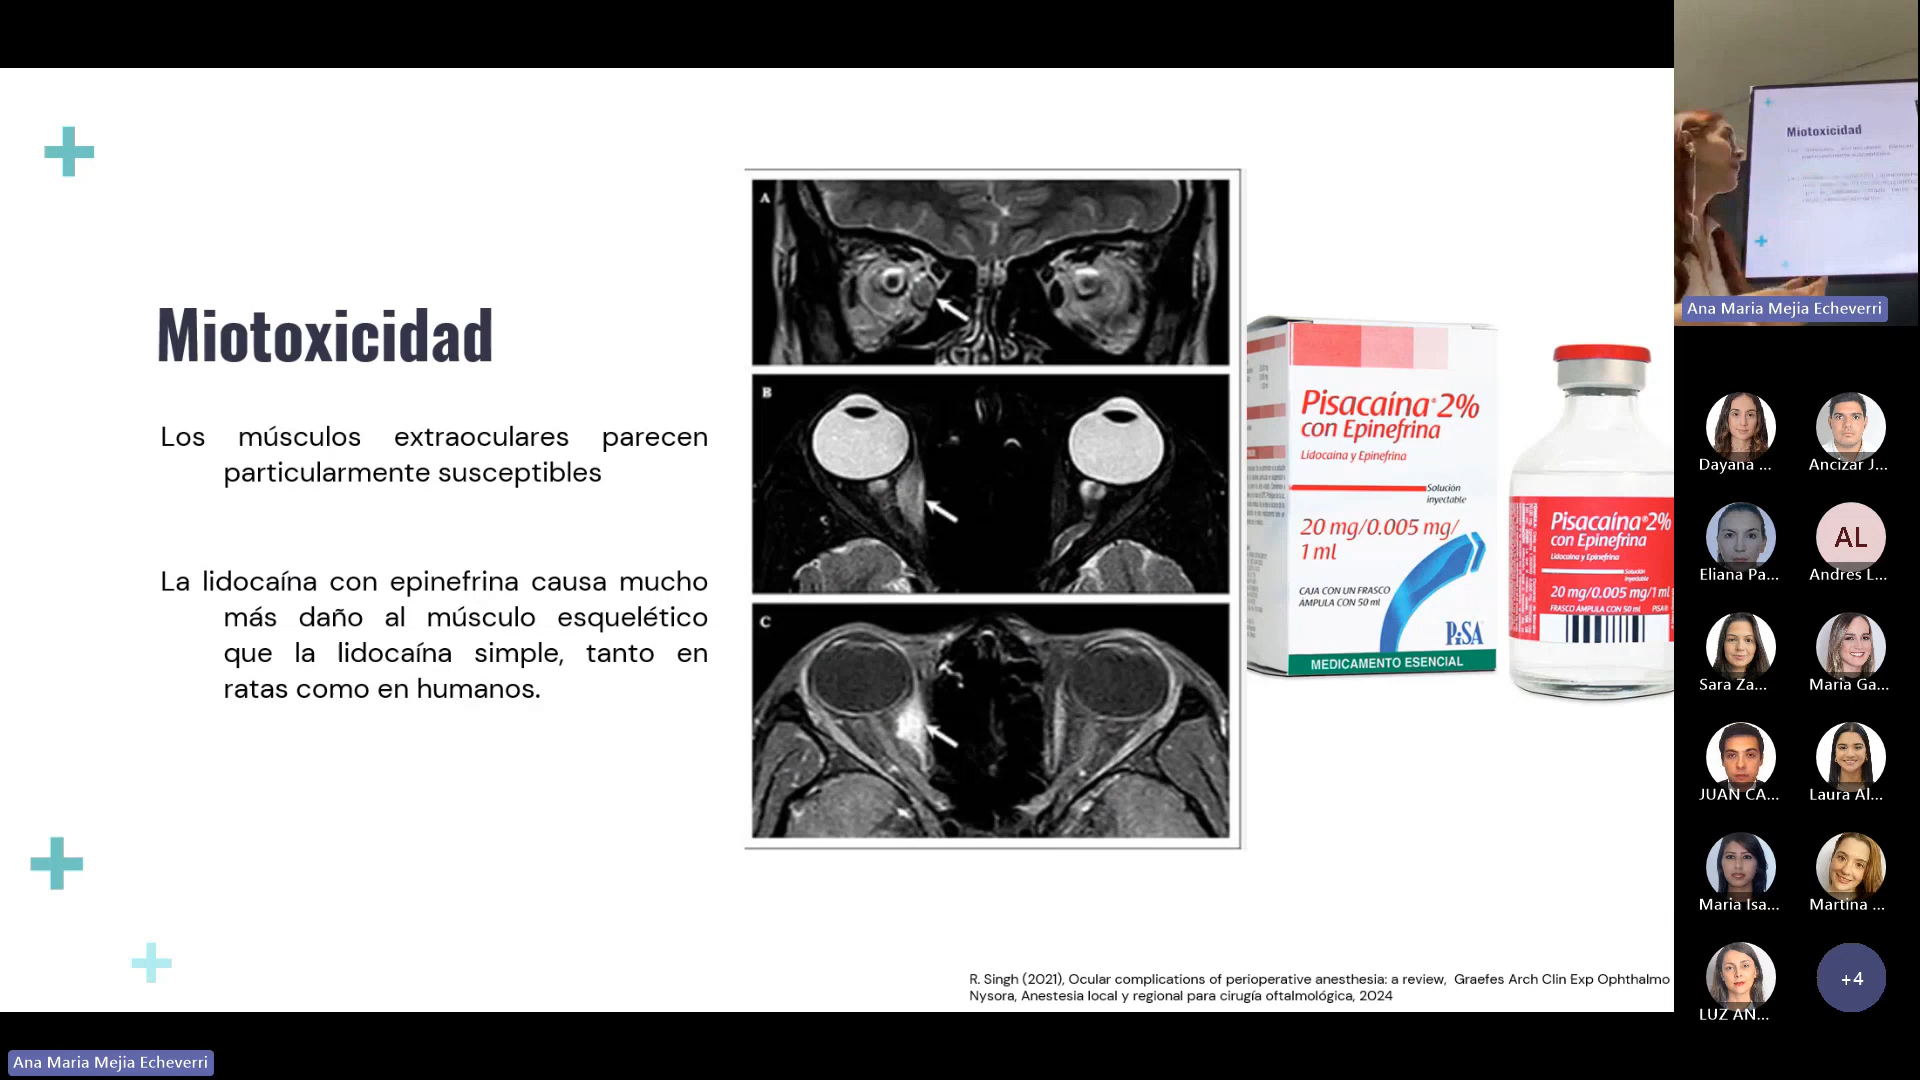 Miotoxicidad
Los músculos extraoculares parecen
particularmente susceptibles
La lidocaína con epinefrina causa mucho
más daño al músculo esquelético
que la lidocaína simple, tanto en
ratas como en humanos.
A
B
C
Pisacaína® 2%
con Epinefrina
Lidocaína y Epinefrina
Solución
inyectable
20 mg/0.005 mg/
1 ml
CAJA CON UN FRASCO
ÁMPULA CON 50 ml
PiSA
MEDICAMENTO ESENCIAL
Pisacaína®2%
con Epinefrina
Lidocaína y Epinefrina
Solución
inyectable
20 mg/0.005 mg/1 ml
FRASCO ÁMPULA CON 50 ml PISA
R. Singh (2021), Ocular complications of perioperative anesthesia: a review, Graefes Arch Clin Exp Ophthalmo
Nysora, Anestesia local y regional para cirugía oftalmológica, 2024
Miotoxicidad
Ana Maria Mejia Echeverri
Dayana ...
Ancizar J...
Eliana Pa...
AL
Andres L...
Sara Za...
Maria Ga...
JUAN CA...
Laura Al...
Maria Isa...
Martina ...
LUZ AN...
+4
Ana Maria Mejia Echeverri